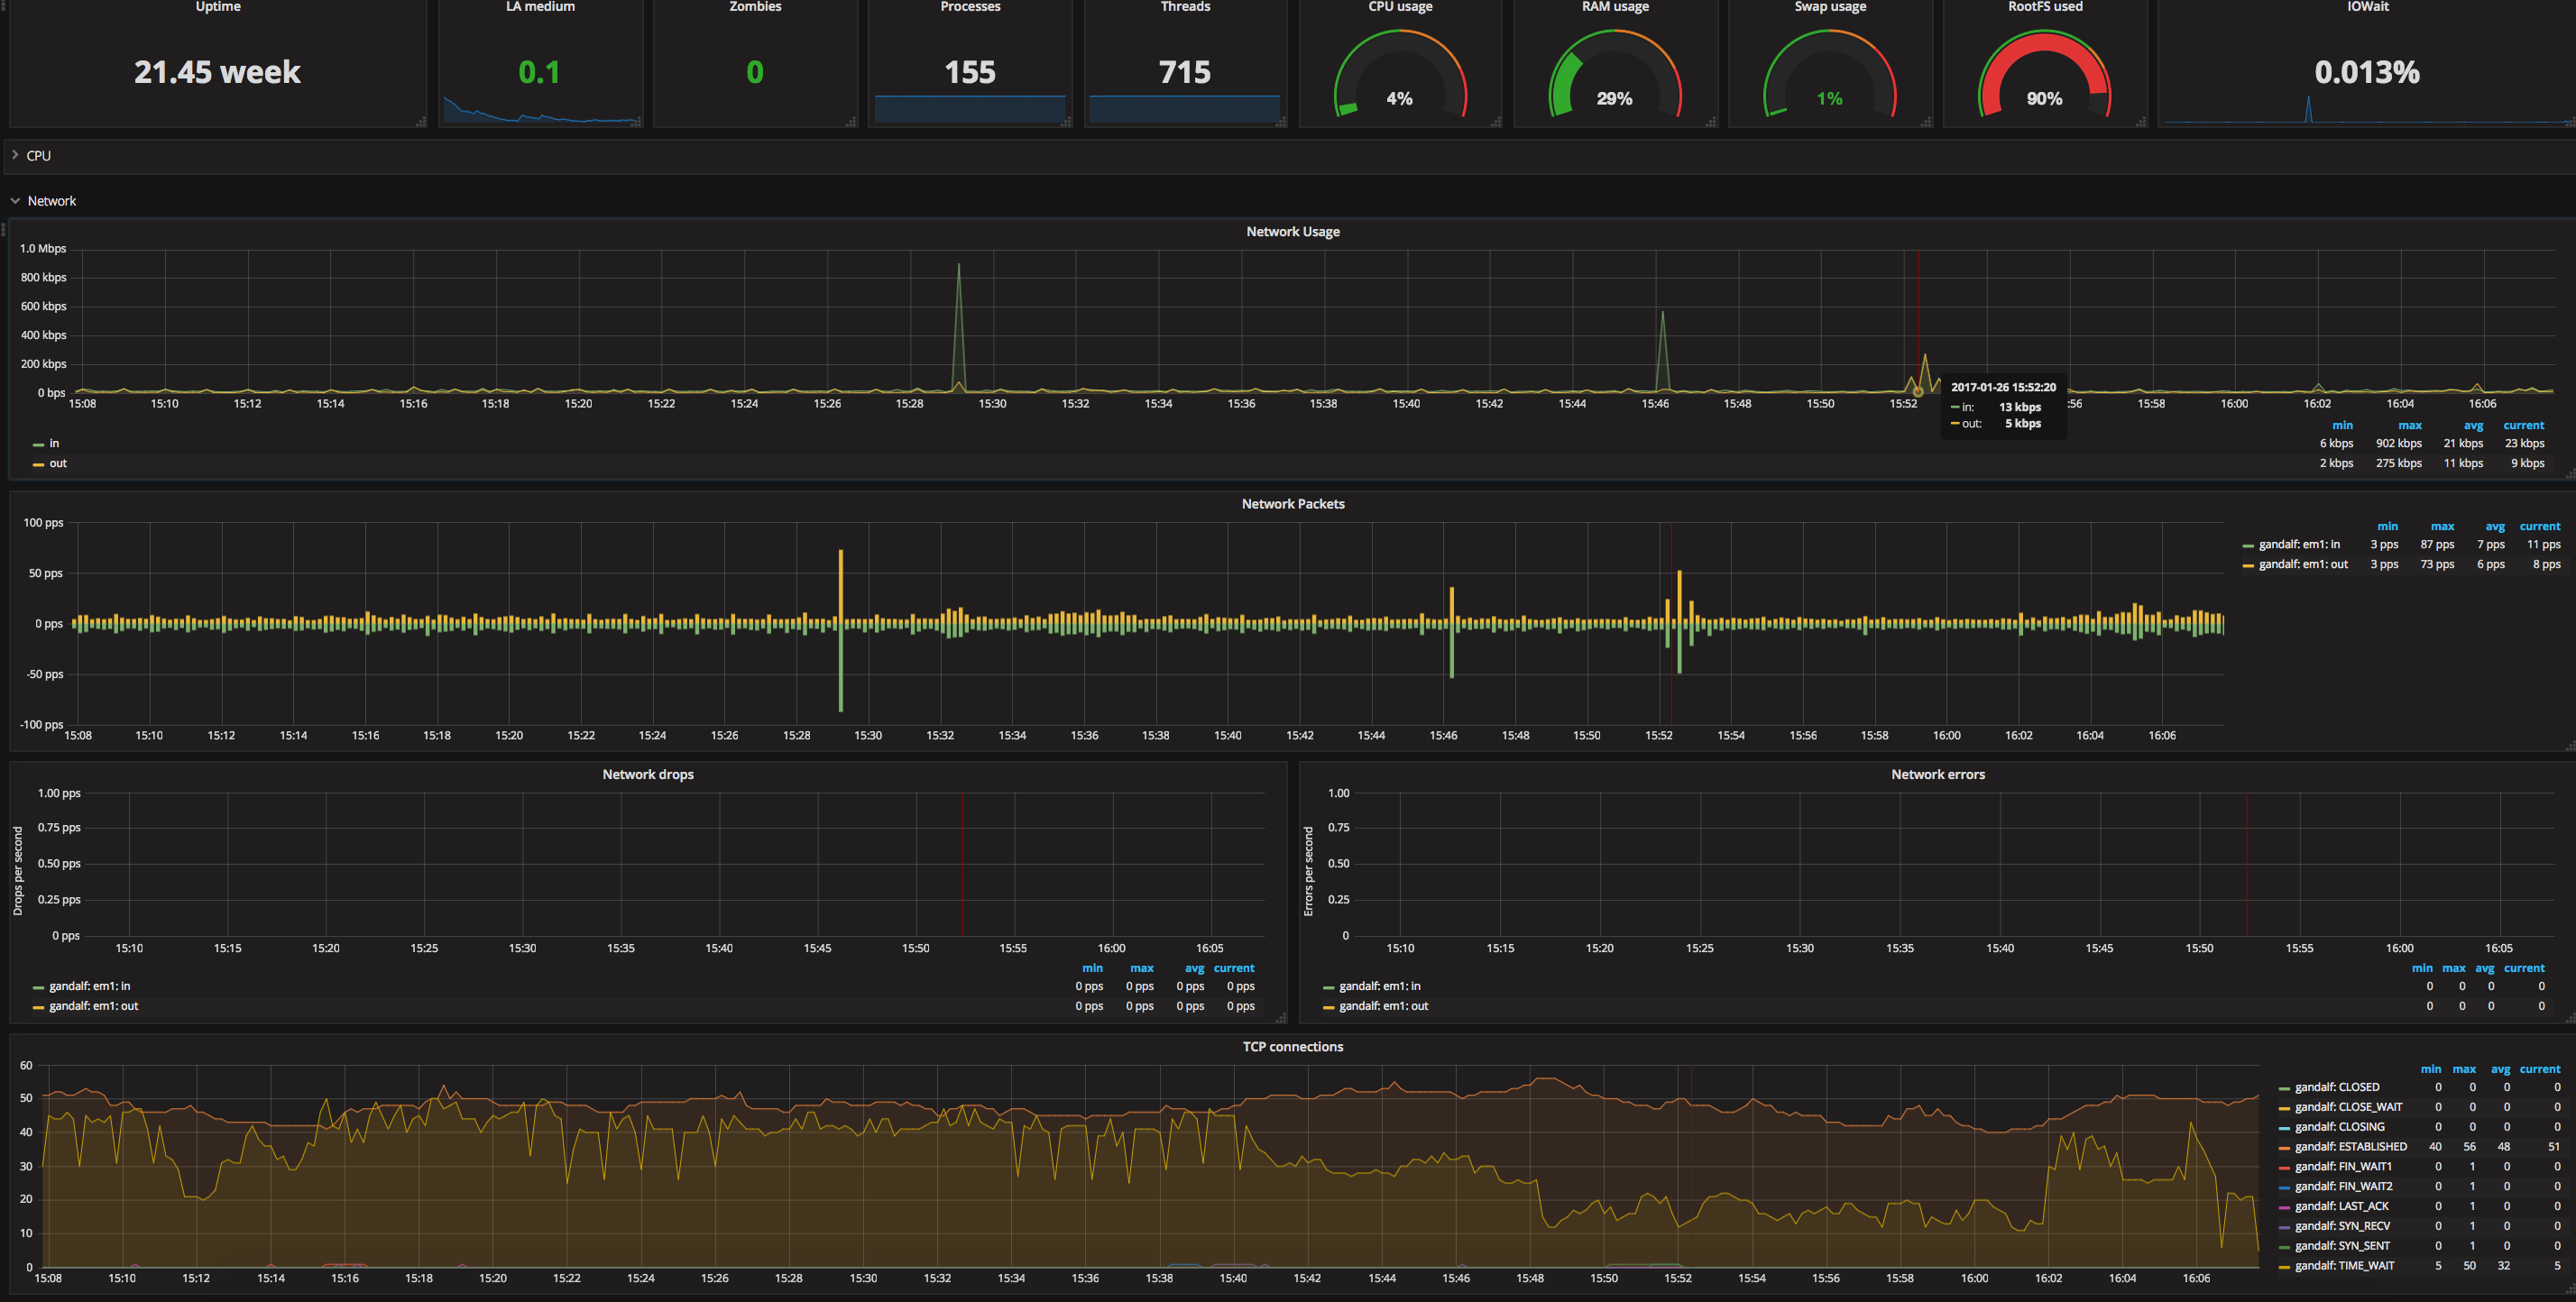 Uptime LA medium Zombies Processes Threads CPU usage RAM usage Swap usage RootFS used IOWait
21.45 week 0.1 0 155 715 4% 29% 1% 90% 0.013%
CPU
Network
Network Usage
1.0 Mbps
800 kbps
600 kbps
400 kbps
200 kbps
0 bps
15:08 15:10 15:12 15:14 15:16 15:18 15:20 15:22 15:24 15:26 15:28 15:30 15:32 15:34 15:36 15:38 15:40 15:42 15:44 15:46 15:48 15:50 15:52 :56 15:58 16:00 16:02 16:04 16:06
2017-01-26 15:52:20
in: 13 kbps
out: 5 kbps
min max avg current
in 6 kbps 902 kbps 21 kbps 23 kbps
out 2 kbps 275 kbps 11 kbps 9 kbps
Network Packets
100 pps
50 pps
0 pps
-50 pps
-100 pps
15:08 15:10 15:12 15:14 15:16 15:18 15:20 15:22 15:24 15:26 15:28 15:30 15:32 15:34 15:36 15:38 15:40 15:42 15:44 15:46 15:48 15:50 15:52 15:54 15:56 15:58 16:00 16:02 16:04 16:06
min max avg current
gandalf: em1: in 3 pps 87 pps 7 pps 11 pps
gandalf: em1: out 3 pps 73 pps 6 pps 8 pps
Network drops
Drops per second
1.00 pps
0.75 pps
0.50 pps
0.25 pps
0 pps
15:10 15:15 15:20 15:25 15:30 15:35 15:40 15:45 15:50 15:55 16:00 16:05
min max avg current
gandalf: em1: in 0 pps 0 pps 0 pps 0 pps
gandalf: em1: out 0 pps 0 pps 0 pps 0 pps
Network errors
Errors per second
1.00
0.75
0.50
0.25
0
15:10 15:15 15:20 15:25 15:30 15:35 15:40 15:45 15:50 15:55 16:00 16:05
min max avg current
gandalf: em1: in 0 0 0 0
gandalf: em1: out 0 0 0 0
TCP connections
60
50
40
30
20
10
0
15:08 15:10 15:12 15:14 15:16 15:18 15:20 15:22 15:24 15:26 15:28 15:30 15:32 15:34 15:36 15:38 15:40 15:42 15:44 15:46 15:48 15:50 15:52 15:54 15:56 15:58 16:00 16:02 16:04 16:06
min max avg current
gandalf: CLOSED 0 0 0 0
gandalf: CLOSE_WAIT 0 0 0 0
gandalf: CLOSING 0 0 0 0
gandalf: ESTABLISHED 40 56 48 51
gandalf: FIN_WAIT1 0 1 0 0
gandalf: FIN_WAIT2 0 1 0 0
gandalf: LAST_ACK 0 1 0 0
gandalf: SYN_RECV 0 1 0 0
gandalf: SYN_SENT 0 1 0 0
gandalf: TIME_WAIT 5 50 32 5